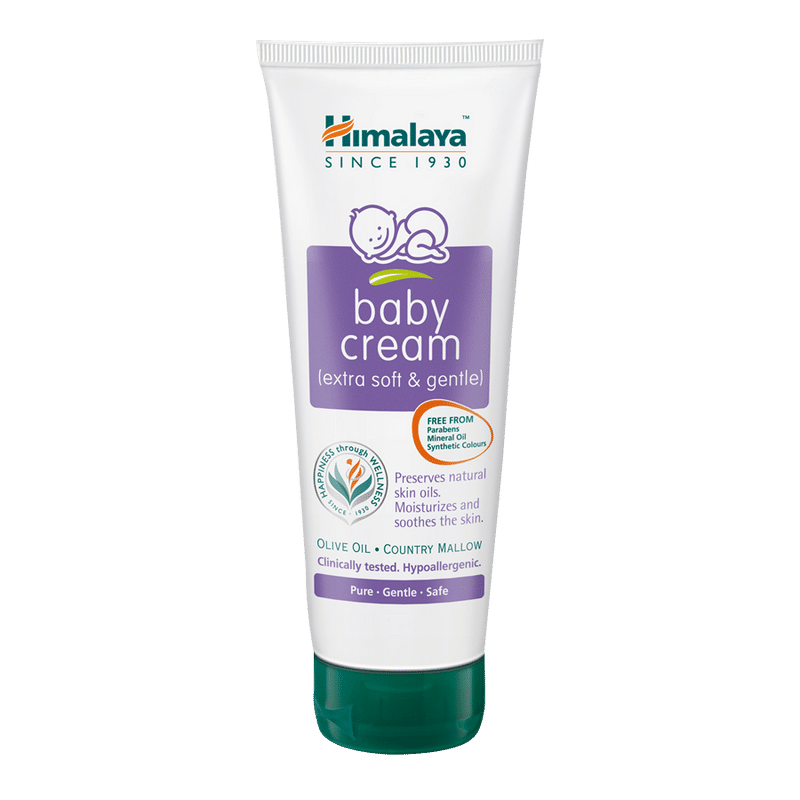 Himalaya™
SINCE 1930
baby
cream
(extra soft & gentle)
FREE FROM
Parabens
Mineral Oil
Synthetic Colours
HAPPINESS through WELLNESS
SINCE · 1930
Preserves natural
skin oils.
Moisturizes and
soothes the skin.
OLIVE OIL • COUNTRY MALLOW
Clinically tested. Hypoallergenic.
Pure · Gentle · Safe